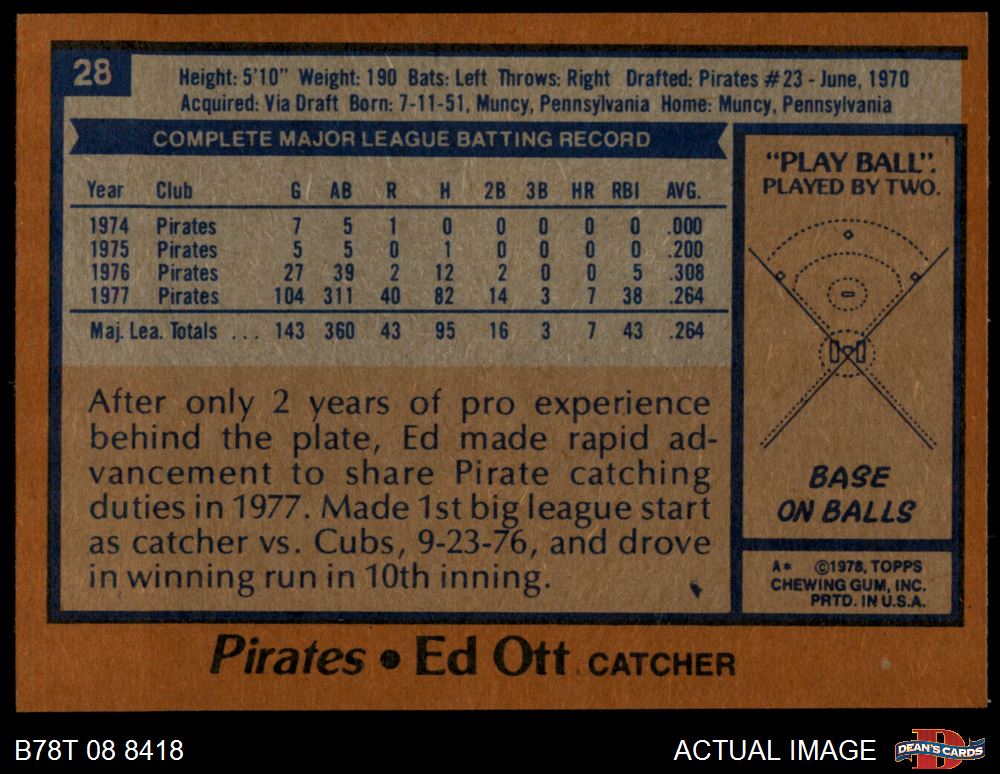 28
Height: 5'10" Weight: 190 Bats: Left Throws: Right Drafted: Pirates #23 - June, 1970
Acquired: Via Draft Born: 7-11-51, Muncy, Pennsylvania Home: Muncy, Pennsylvania
COMPLETE MAJOR LEAGUE BATTING RECORD
Year Club G AB R H 2B 3B HR RBI AVG.
1974 Pirates 7 5 1 0 0 0 0 0 .000
1975 Pirates 5 5 0 1 0 0 0 0 .200
1976 Pirates 27 39 2 12 2 0 0 5 .308
1977 Pirates 104 311 40 82 14 3 7 38 .264
Maj. Lea. Totals ... 143 360 43 95 16 3 7 43 .264
After only 2 years of pro experience
behind the plate, Ed made rapid ad-
vancement to share Pirate catching
duties in 1977. Made 1st big league start
as catcher vs. Cubs, 9-23-76, and drove
in winning run in 10th inning.
"PLAY BALL".
PLAYED BY TWO.
BASE
ON BALLS
A* ©1978, TOPPS
CHEWING GUM, INC.
PRTD. IN U.S.A.
Pirates • Ed Ott CATCHER
B78T 08 8418
ACTUAL IMAGE
D
DEAN'S CARDS